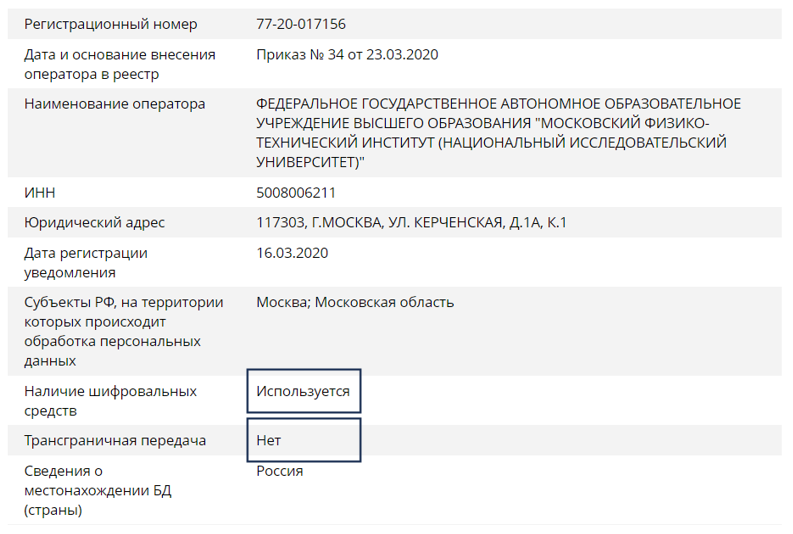 Регистрационный номер 77-20-017156
Дата и основание внесения Приказ № 34 от 23.03.2020
оператора в реестр
Наименование оператора ФЕДЕРАЛЬНОЕ ГОСУДАРСТВЕННОЕ АВТОНОМНОЕ ОБРАЗОВАТЕЛЬНОЕ
УЧРЕЖДЕНИЕ ВЫСШЕГО ОБРАЗОВАНИЯ "МОСКОВСКИЙ ФИЗИКО-
ТЕХНИЧЕСКИЙ ИНСТИТУТ (НАЦИОНАЛЬНЫЙ ИССЛЕДОВАТЕЛЬСКИЙ
УНИВЕРСИТЕТ)"
ИНН 5008006211
Юридический адрес 117303, Г.МОСКВА, УЛ. КЕРЧЕНСКАЯ, Д.1А, К.1
Дата регистрации 16.03.2020
уведомления
Субъекты РФ, на территории Москва; Московская область
которых происходит
обработка персональных
данных
Наличие шифровальных Используется
средств
Трансграничная передача Нет
Сведения о Россия
местонахождении БД
(страны)